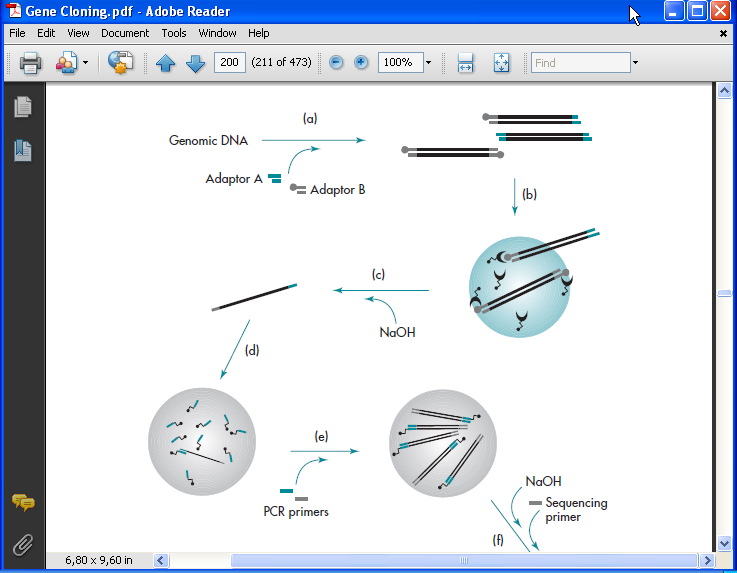 Gene Cloning.pdf - Adobe Reader
File Edit View Document Tools Window Help
200 (211 of 473) 100% Find
(a)
Genomic DNA
Adaptor A
Adaptor B
(b)
(c)
NaOH
(d)
(e)
PCR primers
NaOH
Sequencing
primer
(f)
6,80 x 9,60 in